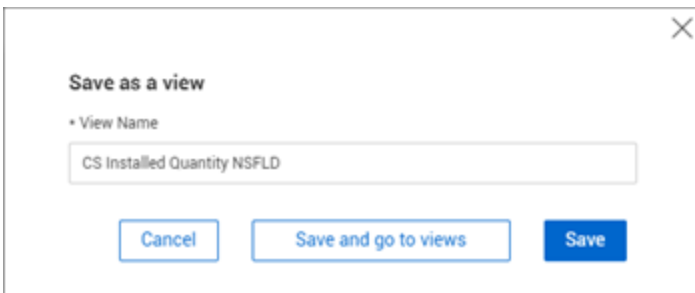 Save as a view
* View Name
CS Installed Quantity NSFLD
Cancel Save and go to views Save